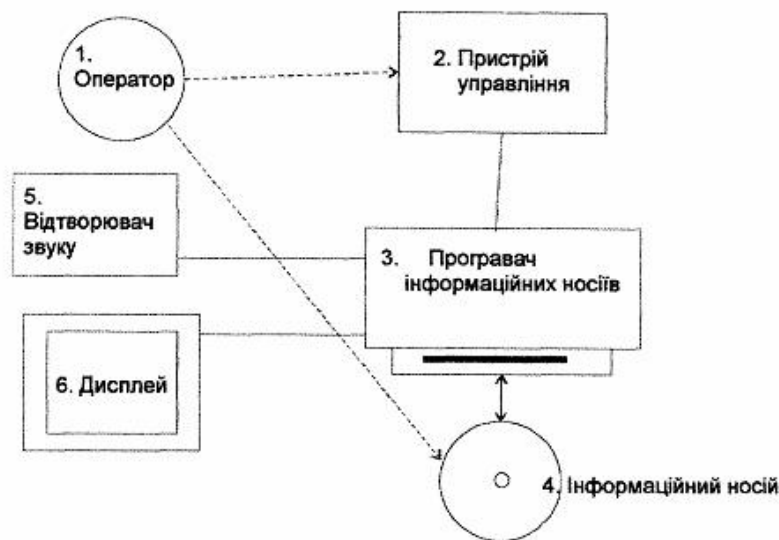 1.
Оператор
2. Пристрій
управління
5.
Відтворювач
звуку
3. Програвач
інформаційних носіїв
6. Дисплей
4. Інформаційний носій